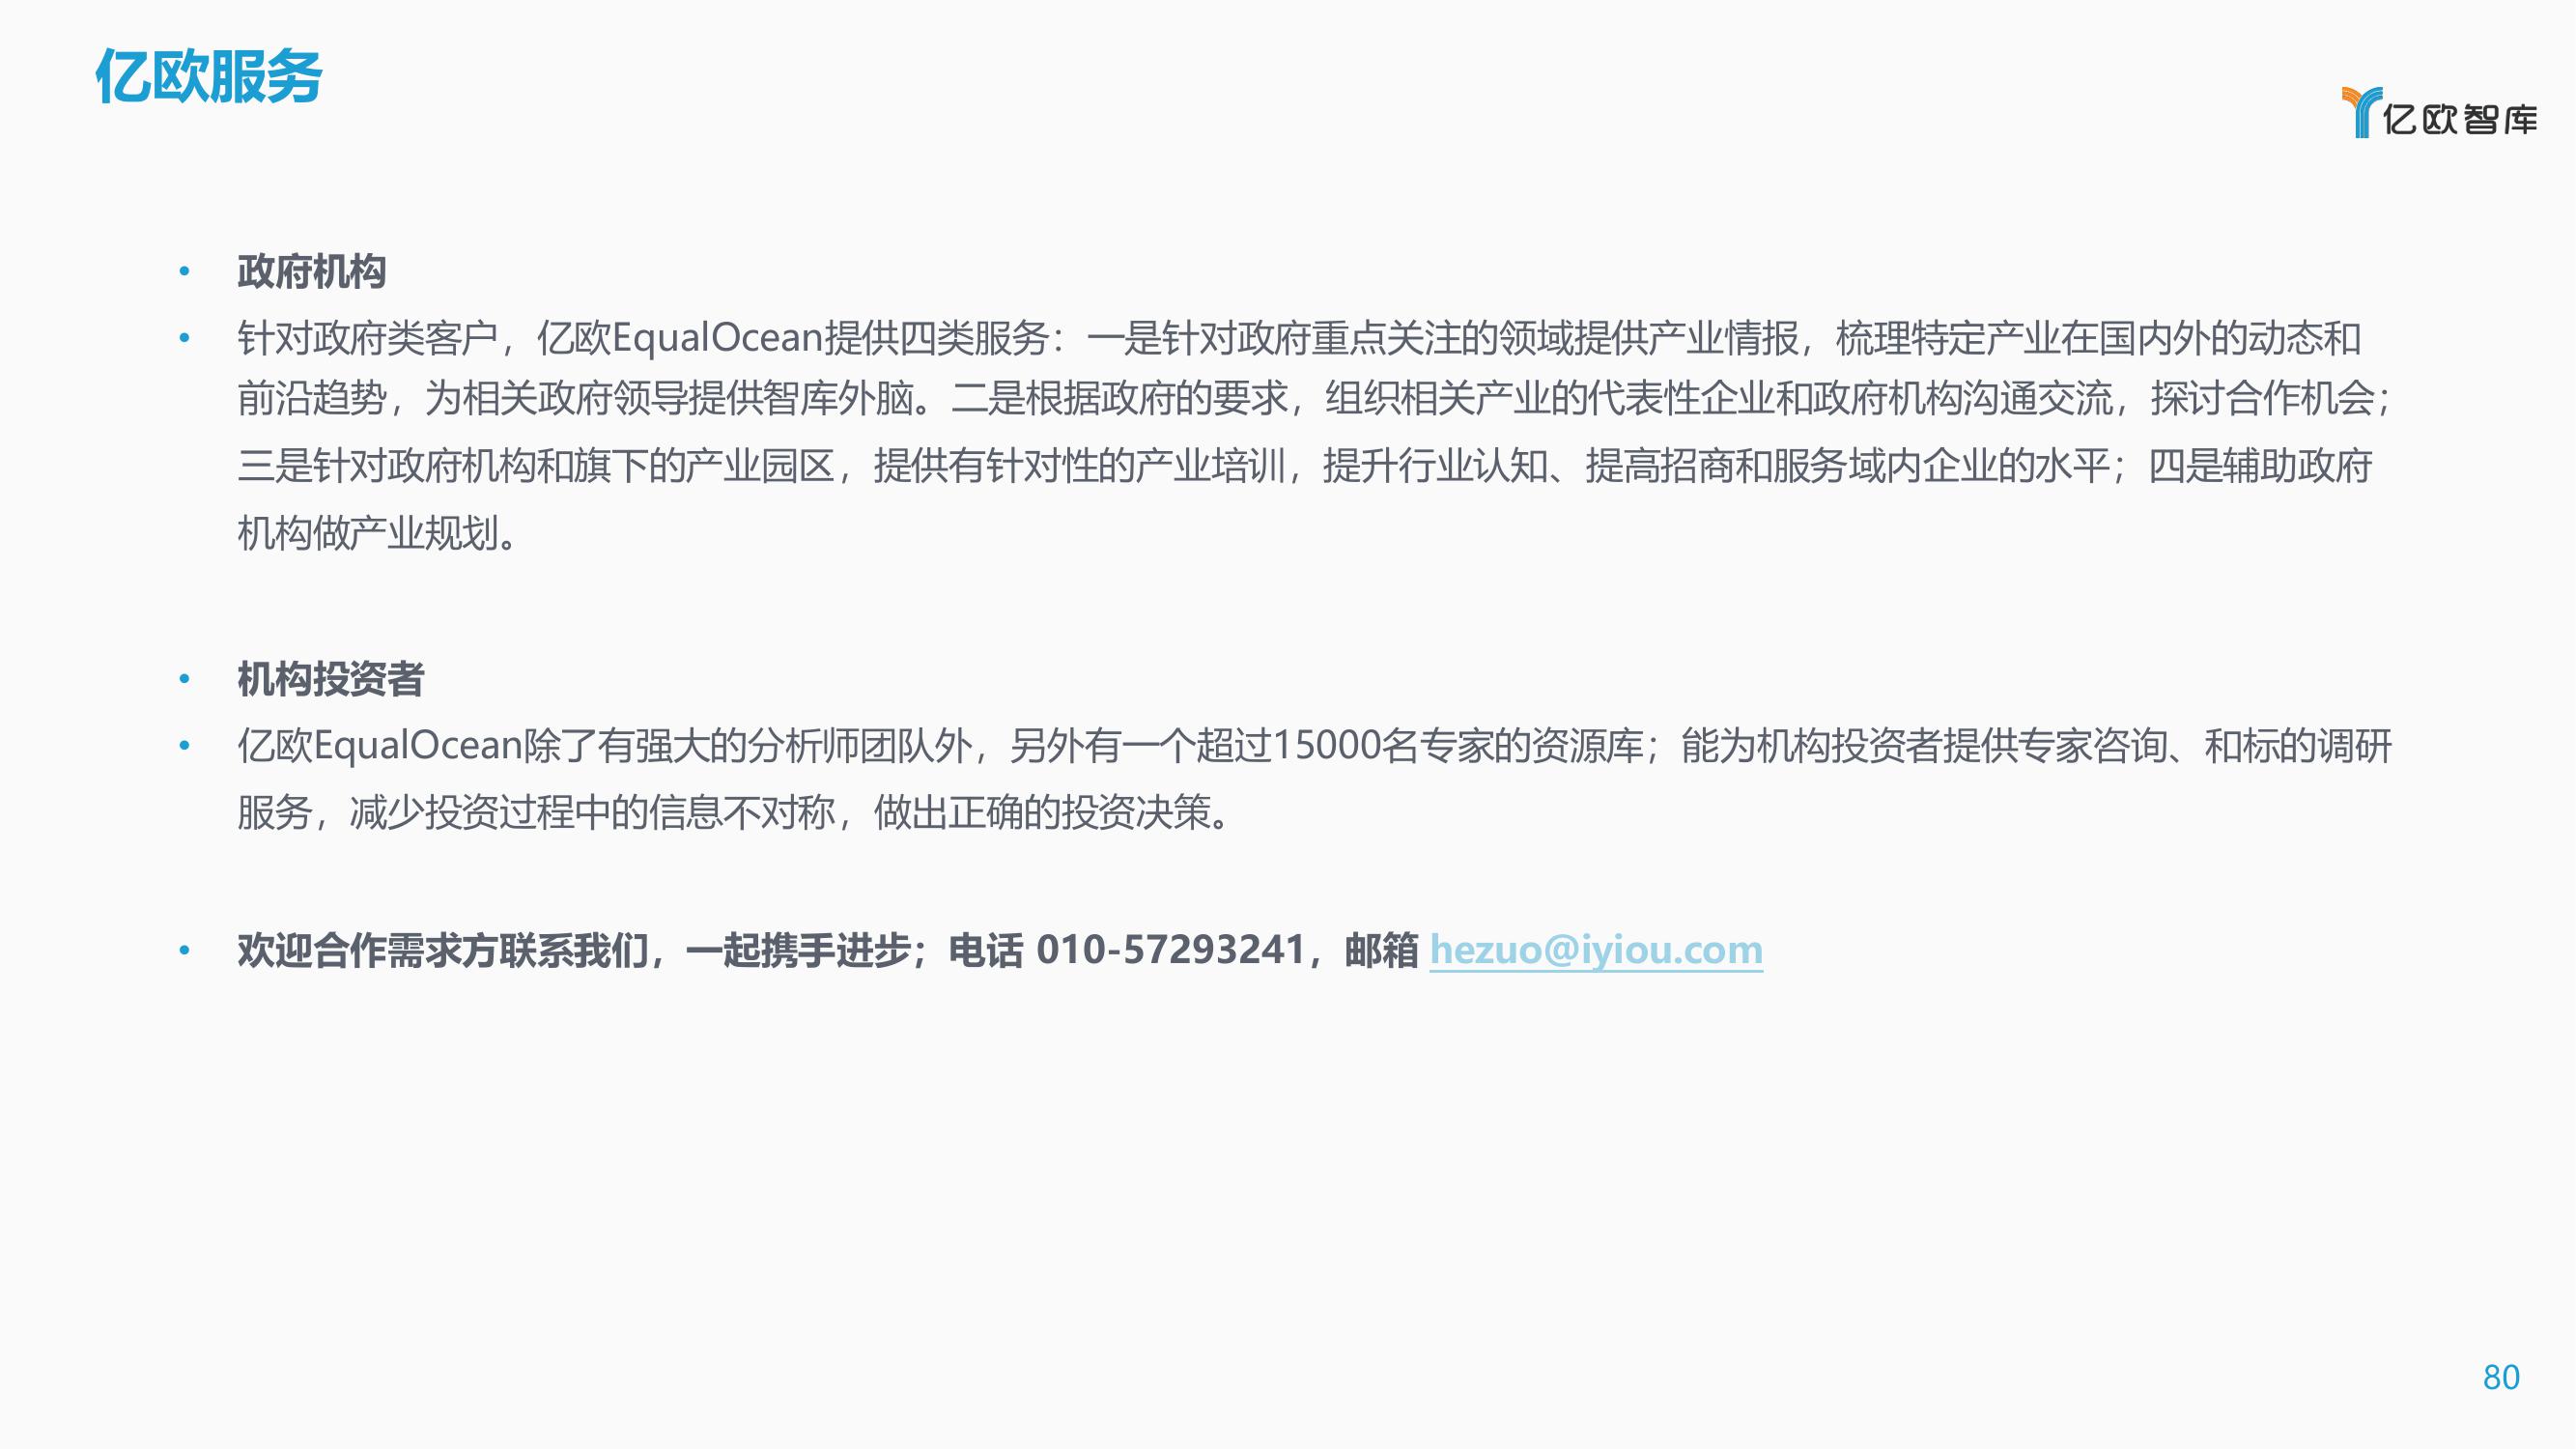 亿欧服务
亿欧智库
• 政府机构
• 针对政府类客户，亿欧EqualOcean提供四类服务：一是针对政府重点关注的领域提供产业情报，梳理特定产业在国内外的动态和
前沿趋势，为相关政府领导提供智库外脑。二是根据政府的要求，组织相关产业的代表性企业和政府机构沟通交流，探讨合作机会；
三是针对政府机构和旗下的产业园区，提供有针对性的产业培训，提升行业认知、提高招商和服务域内企业的水平；四是辅助政府
机构做产业规划。
• 机构投资者
• 亿欧EqualOcean除了有强大的分析师团队外，另外有一个超过15000名专家的资源库；能为机构投资者提供专家咨询、和标的调研
服务，减少投资过程中的信息不对称，做出正确的投资决策。
• 欢迎合作需求方联系我们，一起携手进步；电话 010-57293241，邮箱 hezuo@iyiou.com
80